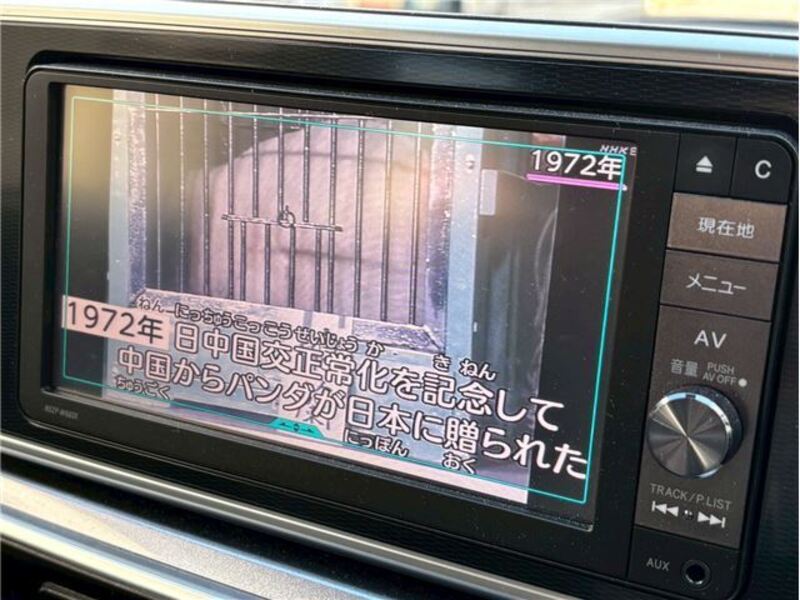 NHKE
1972年
ねん にっちゅうこっこうせいじょう か き ねん
1972年 日中国交正常化を記念して
中国からパンダが日本に贈られた
ちゅうごく にっぽん おく
C
現在地
メニュー
AV
音量 PUSH
AV OFF
TRACK/P.LIST
AUX